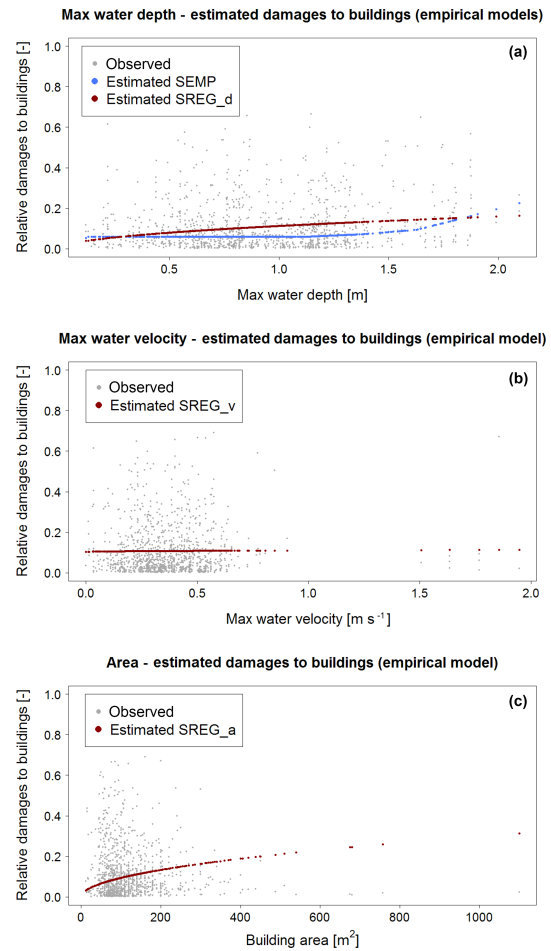 Max water depth - estimated damages to buildings (empirical models)
Relative damages to buildings [-]
1.0
0.8
0.6
0.4
0.2
0.0
Observed
Estimated SEMP
Estimated SREG_d
(a)
0.5 1.0 1.5 2.0
Max water depth [m]
Max water velocity - estimated damages to buildings (empirical model)
Relative damages to buildings [-]
1.0
0.8
0.6
0.4
0.2
0.0
Observed
Estimated SREG_v
(b)
0.0 0.5 1.0 1.5 2.0
Max water velocity [m s⁻¹]
Area - estimated damages to buildings (empirical model)
Relative damages to buildings [-]
1.0
0.8
0.6
0.4
0.2
0.0
Observed
Estimated SREG_a
(c)
0 200 400 600 800 1000
Building area [m²]